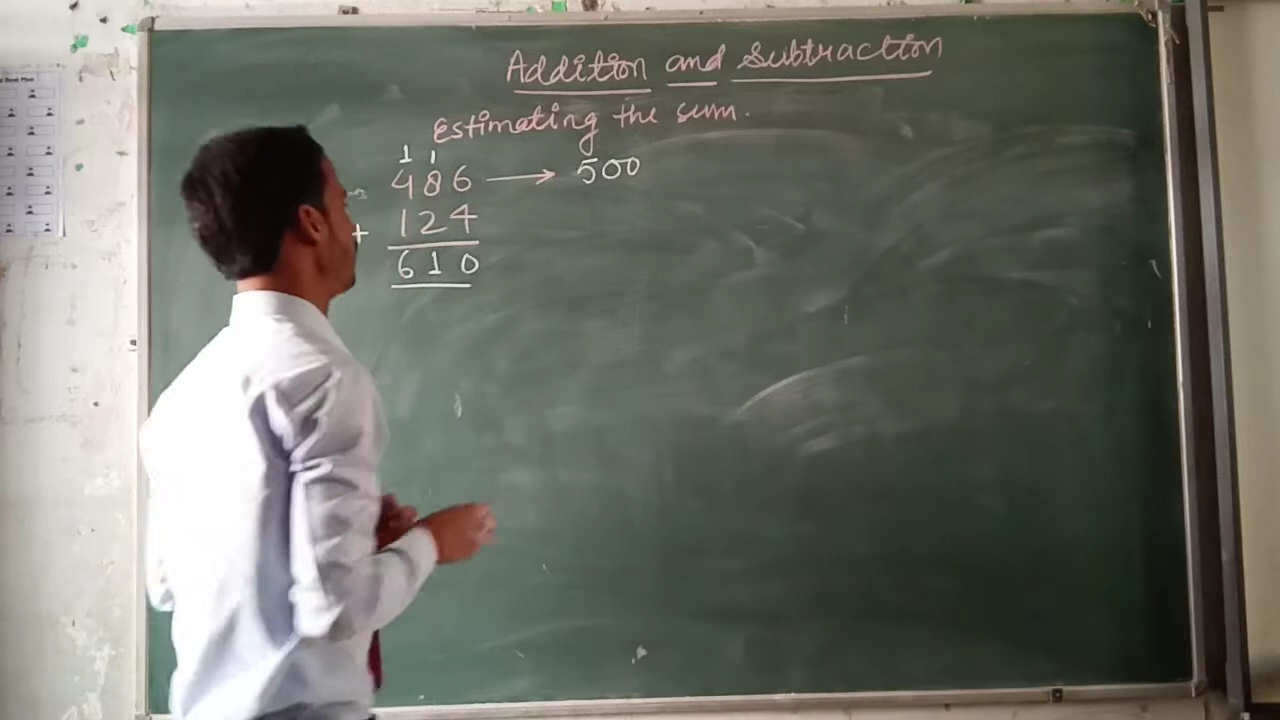 Addition and Subtraction
Estimating the sum.
1 1
486 → 500
+ 124
610